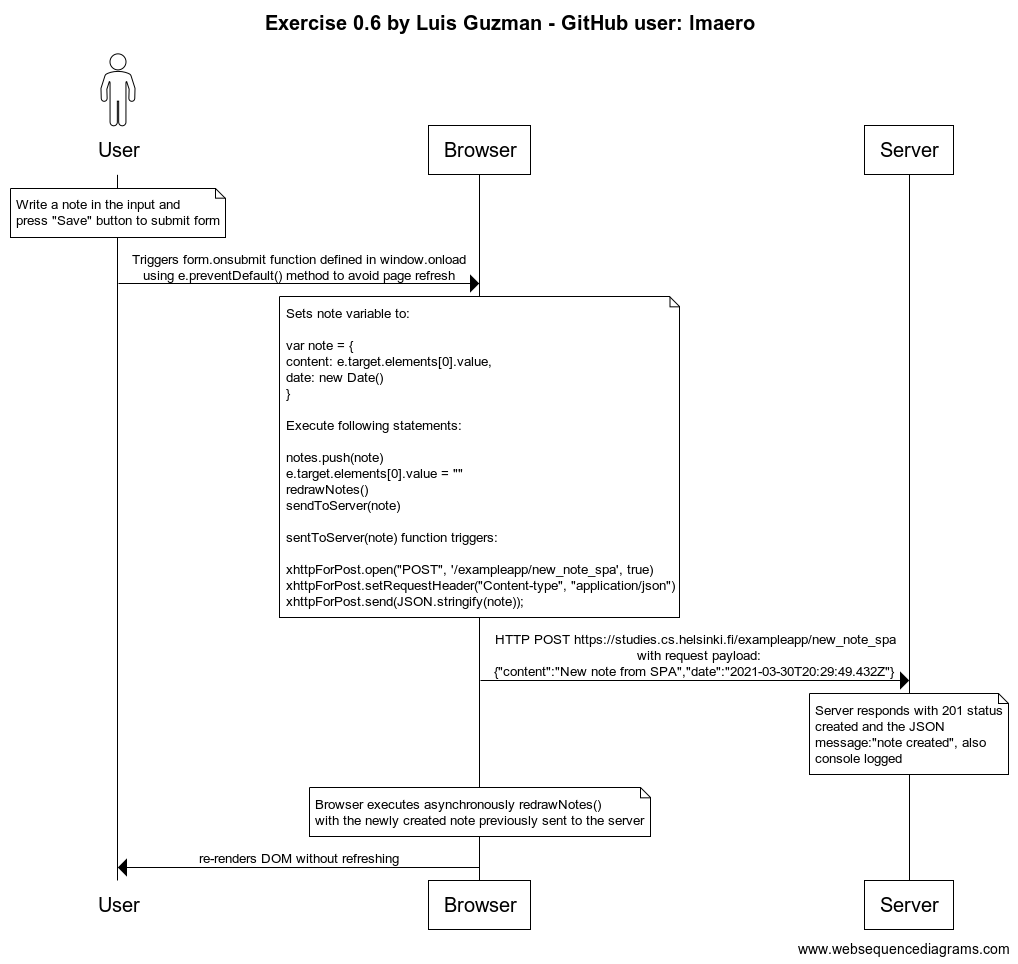 Exercise 0.6 by Luis Guzman - GitHub user: lmaero
User
Browser
Server
Write a note in the input and
press "Save" button to submit form
Triggers form.onsubmit function defined in window.onload
using e.preventDefault() method to avoid page refresh
Sets note variable to:
var note = {
content: e.target.elements[0].value,
date: new Date()
}
Execute following statements:
notes.push(note)
e.target.elements[0].value = ""
redrawNotes()
sendToServer(note)
sentToServer(note) function triggers:
xhttpForPost.open("POST", '/exampleapp/new_note_spa', true)
xhttpForPost.setRequestHeader("Content-type", "application/json")
xhttpForPost.send(JSON.stringify(note));
HTTP POST https://studies.cs.helsinki.fi/exampleapp/new_note_spa
with request payload:
{"content":"New note from SPA","date":"2021-03-30T20:29:49.432Z"}
Server responds with 201 status
created and the JSON
message:"note created", also
console logged
Browser executes asynchronously redrawNotes()
with the newly created note previously sent to the server
re-renders DOM without refreshing
User
Browser
Server
www.websequencediagrams.com